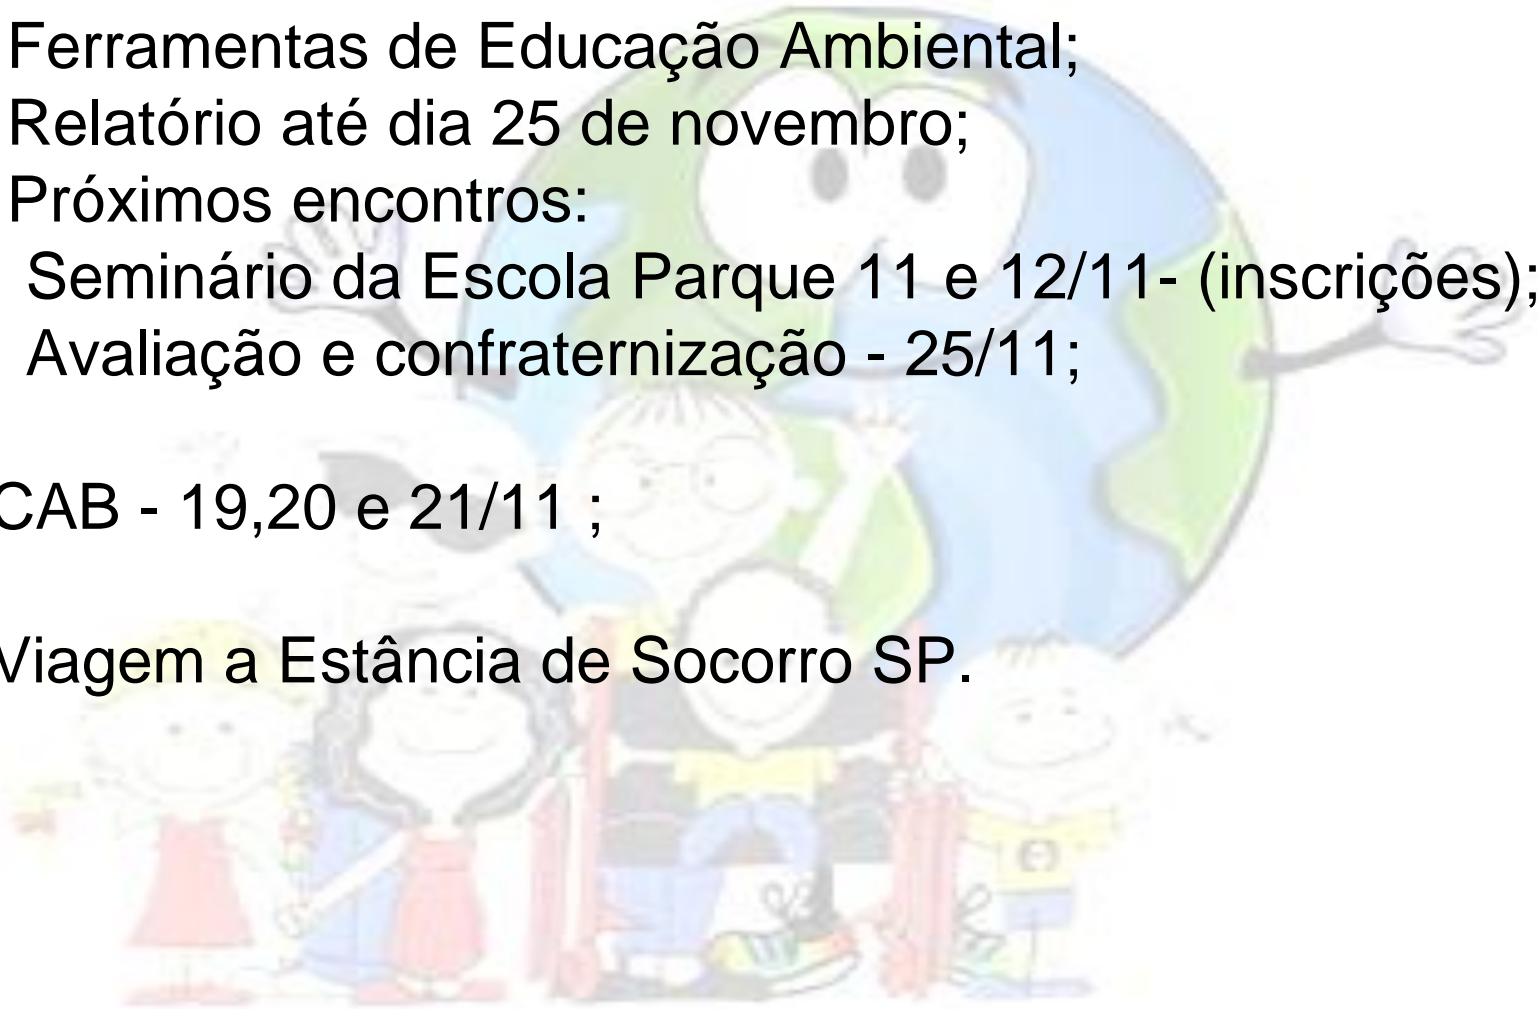 Ferramentas de Educação Ambiental;
Relatório até dia 25 de novembro;
Próximos encontros:
Seminário da Escola Parque 11 e 12/11- (inscrições);
Avaliação e confraternização - 25/11;
CAB - 19,20 e 21/11 ;
Viagem a Estância de Socorro SP.